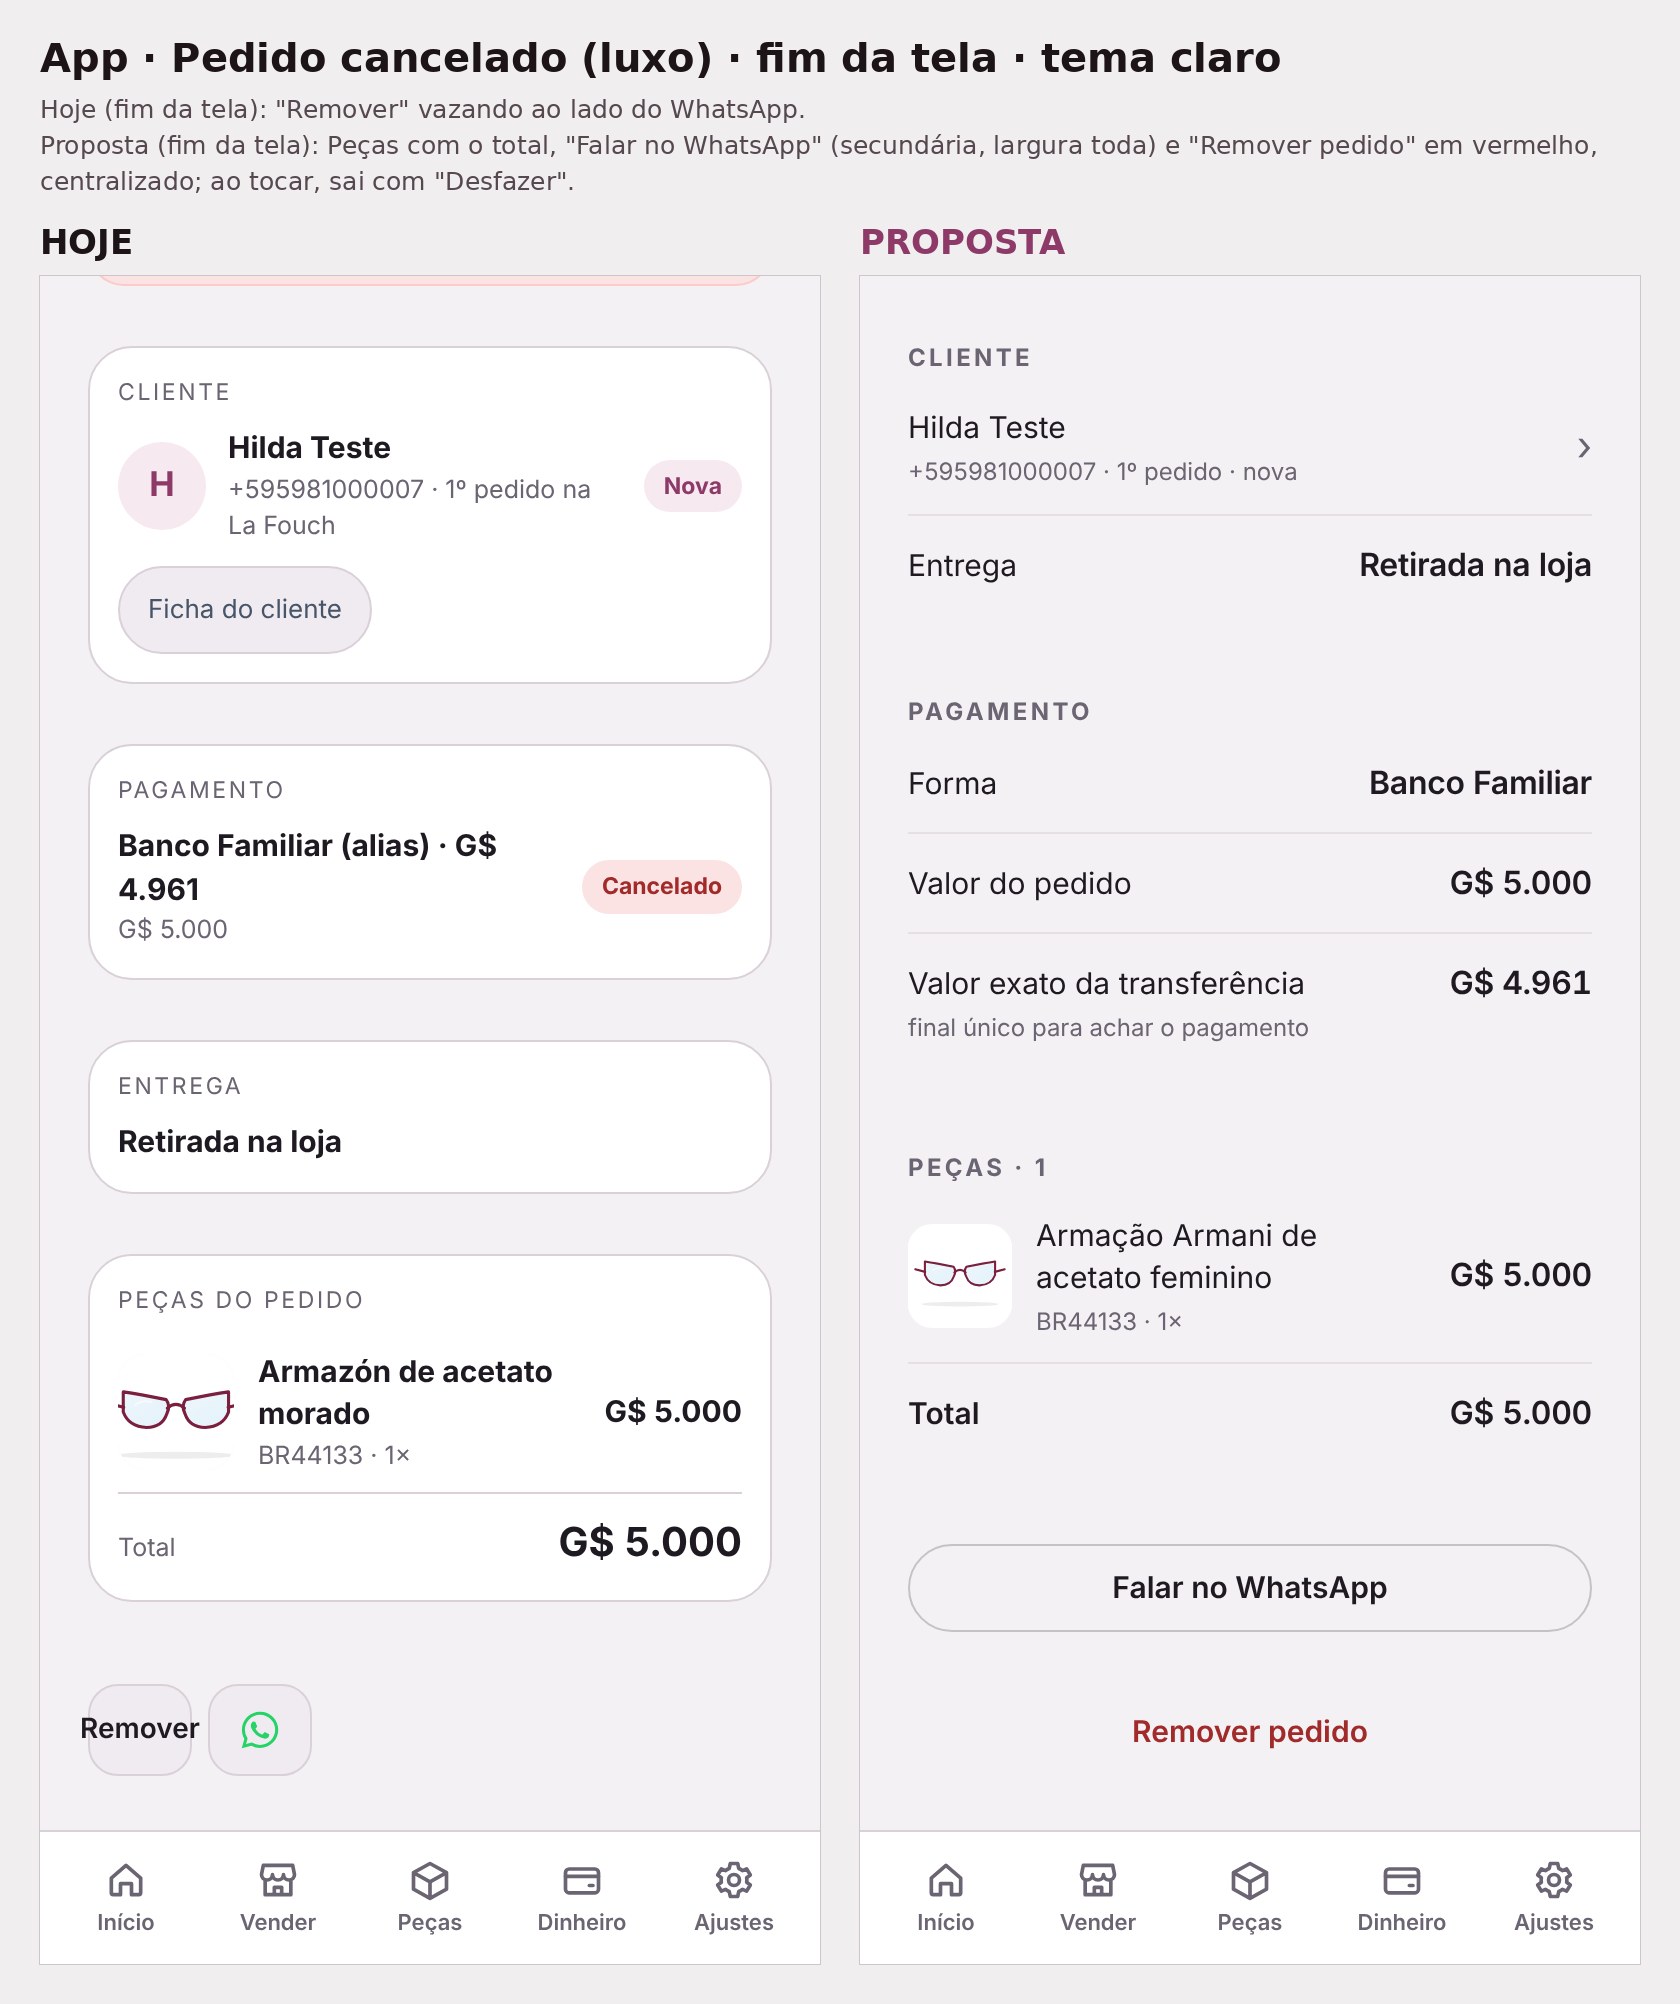 App · Pedido cancelado (luxo) · fim da tela · tema claro
Hoje (fim da tela): "Remover" vazando ao lado do WhatsApp.
Proposta (fim da tela): Peças com o total, "Falar no WhatsApp" (secundária, largura toda) e "Remover pedido" em vermelho,
centralizado; ao tocar, sai com "Desfazer".
HOJE
CLIENTE
H
Hilda Teste
+595981000007 · 1º pedido na
La Fouch
Nova
Ficha do cliente
PAGAMENTO
Banco Familiar (alias) · G$
4.961
G$ 5.000
Cancelado
ENTREGA
Retirada na loja
PEÇAS DO PEDIDO
Armazón de acetato
morado
BR44133 · 1×
G$ 5.000
Total
G$ 5.000
Remover
Início
Vender
Peças
Dinheiro
Ajustes
PROPOSTA
CLIENTE
Hilda Teste
+595981000007 · 1º pedido · nova
›
Entrega
Retirada na loja
PAGAMENTO
Forma
Banco Familiar
Valor do pedido
G$ 5.000
Valor exato da transferência
G$ 4.961
final único para achar o pagamento
PEÇAS · 1
Armação Armani de
acetato feminino
BR44133 · 1×
G$ 5.000
Total
G$ 5.000
Falar no WhatsApp
Remover pedido
Início
Vender
Peças
Dinheiro
Ajustes